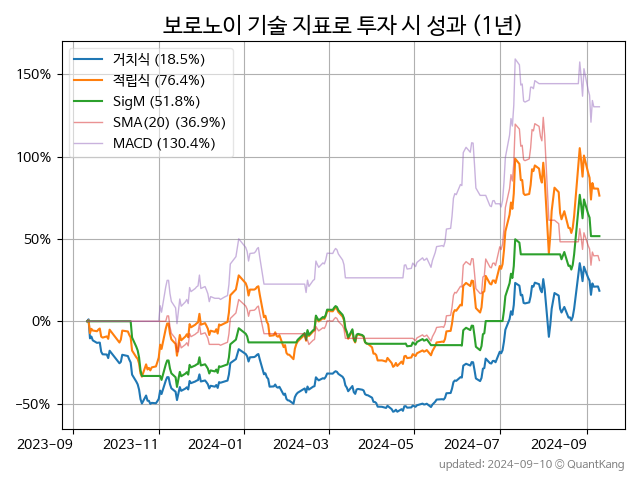 보로노이 기술 지표로 투자 시 성과 (1년)
거치식 (18.5%)
적립식 (76.4%)
SigM (51.8%)
SMA(20) (36.9%)
MACD (130.4%)
150%
100%
50%
0%
−50%
2023−09 2023−11 2024−01 2024−03 2024−05 2024−07 2024−09
updated: 2024−09−10 ⓒ QuantKang